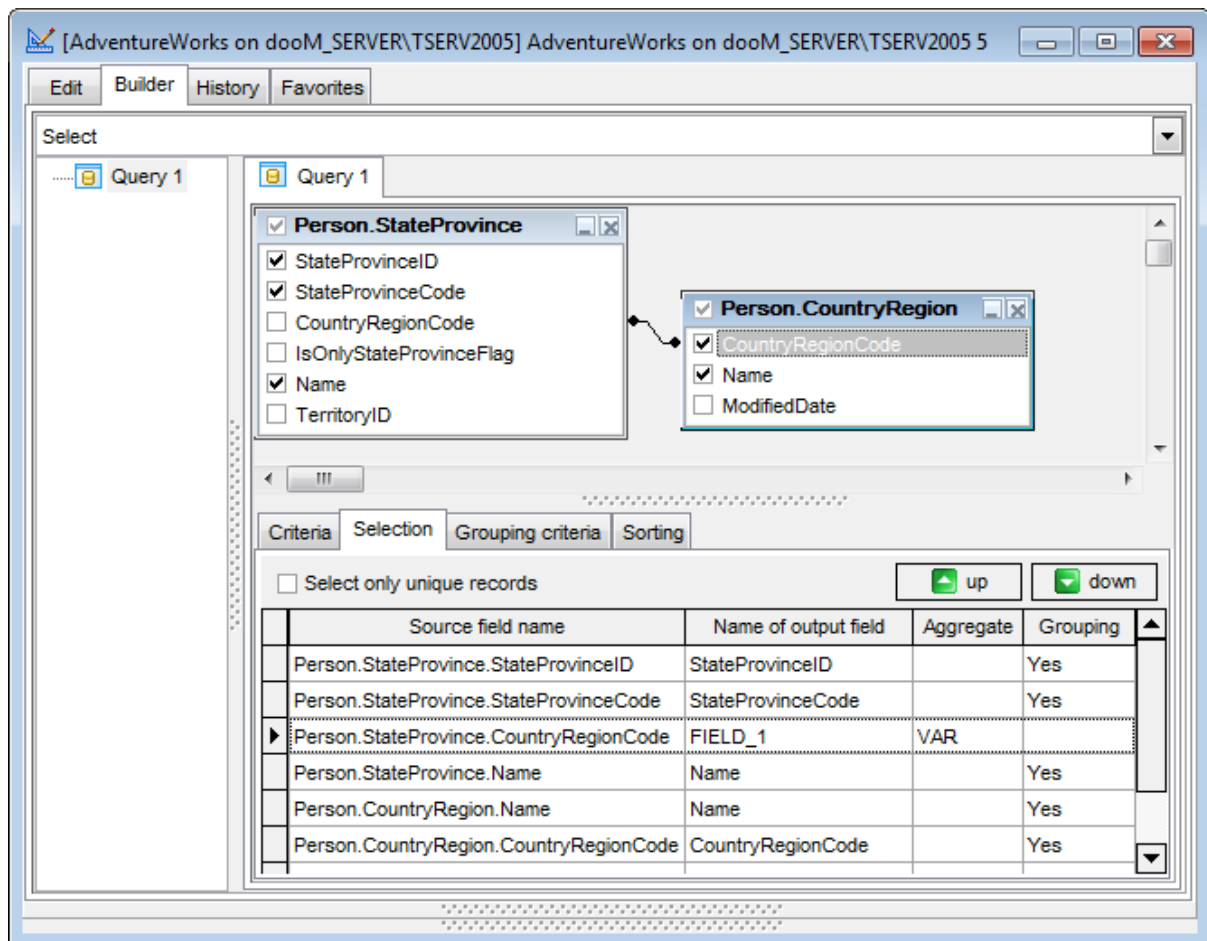 [AdventureWorks on dooM_SERVER\TSERV2005] AdventureWorks on dooM_SERVER\TSERV2005 5
Edit Builder History Favorites
Select
Query 1
Query 1
Person.StateProvince
StateProvinceID
StateProvinceCode
CountryRegionCode
IsOnlyStateProvinceFlag
Name
TerritoryID
Person.CountryRegion
CountryRegionCode
Name
ModifiedDate
Criteria Selection Grouping criteria Sorting
Select only unique records up down
Source field name Name of output field Aggregate Grouping
Person.StateProvince.StateProvinceID StateProvinceID Yes
Person.StateProvince.StateProvinceCode StateProvinceCode Yes
Person.StateProvince.CountryRegionCode FIELD_1 VAR
Person.StateProvince.Name Name Yes
Person.CountryRegion.Name Name Yes
Person.CountryRegion.CountryRegionCode CountryRegionCode Yes